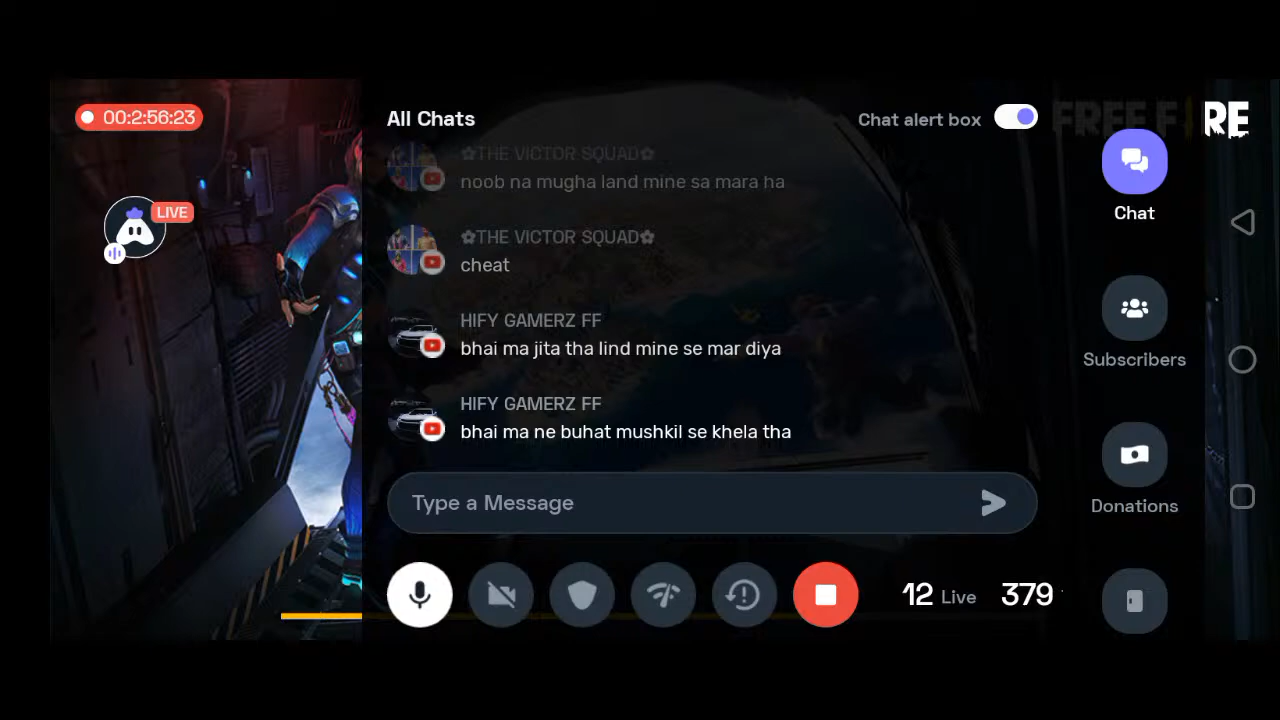 00:2:56:23
All Chats
Chat alert box
FREE FIRE
✿THE VICTOR SQUAD✿
noob na mugha land mine sa mara ha
Chat
LIVE
✿THE VICTOR SQUAD✿
cheat
HIFY GAMERZ FF
bhai ma jita tha lind mine se mar diya
Subscribers
HIFY GAMERZ FF
bhai ma ne buhat mushkil se khela tha
Type a Message
Donations
12 Live 379